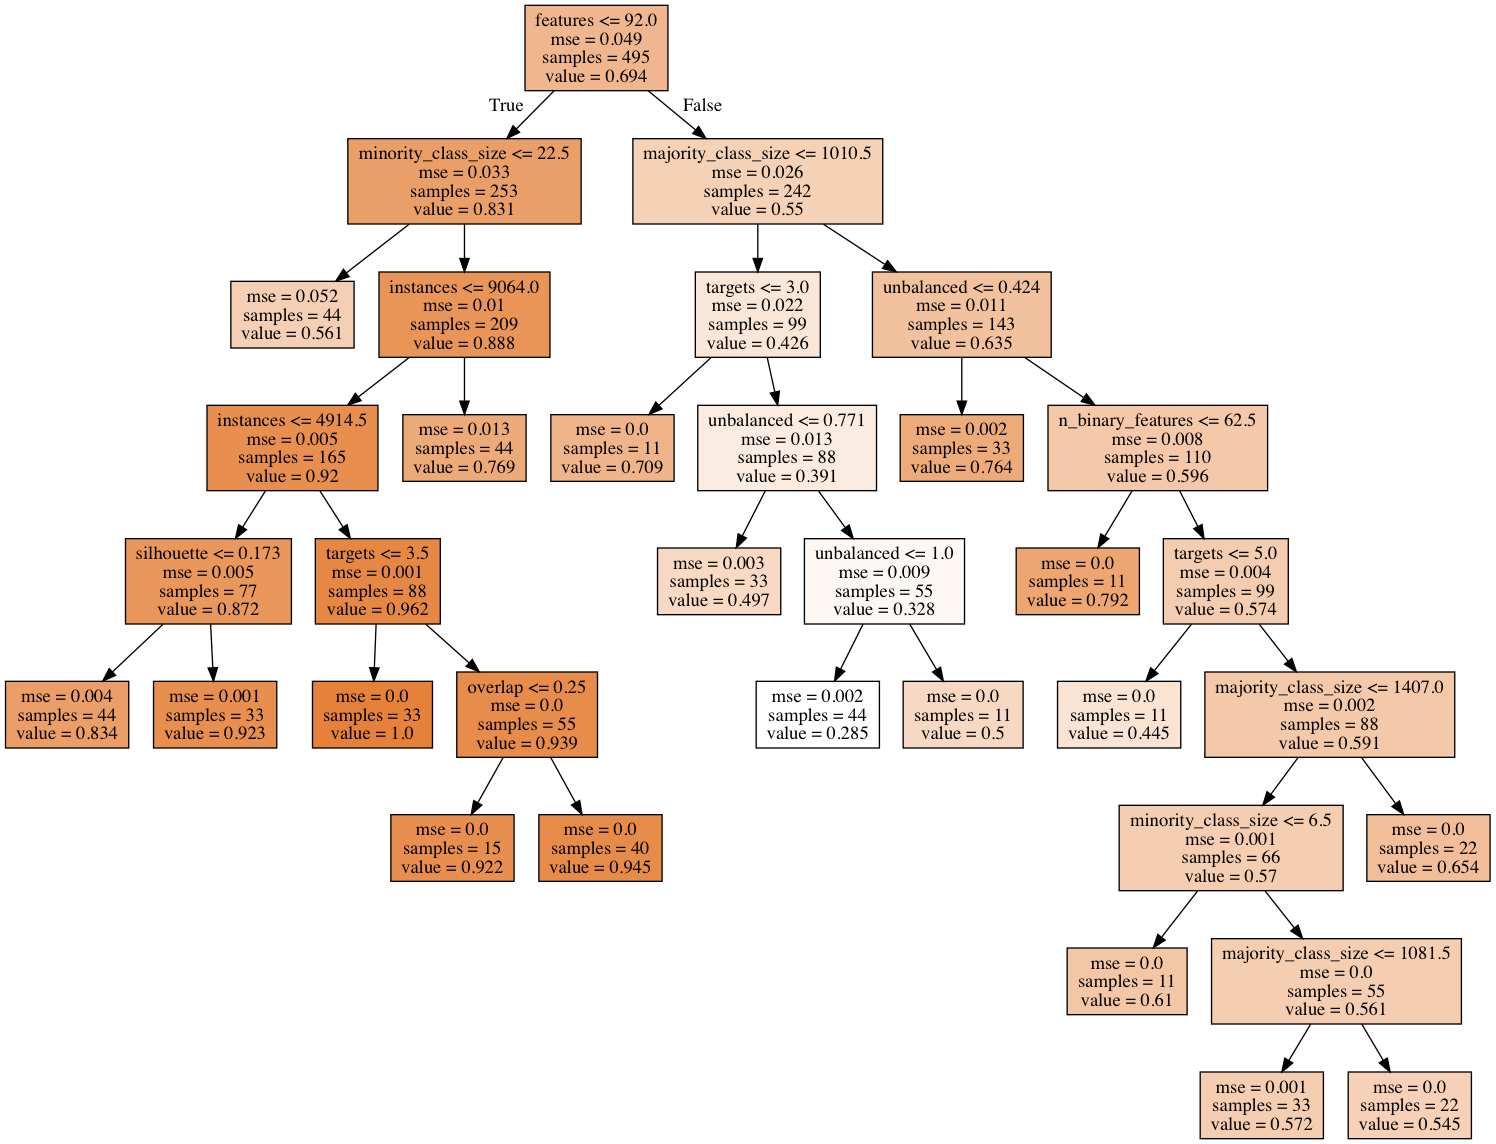 features <= 92.0
mse = 0.049
samples = 495
value = 0.694
True
False
minority_class_size <= 22.5
mse = 0.033
samples = 253
value = 0.831
majority_class_size <= 1010.5
mse = 0.026
samples = 242
value = 0.55
mse = 0.052
samples = 44
value = 0.561
instances <= 9064.0
mse = 0.01
samples = 209
value = 0.888
targets <= 3.0
mse = 0.022
samples = 99
value = 0.426
unbalanced <= 0.424
mse = 0.011
samples = 143
value = 0.635
instances <= 4914.5
mse = 0.005
samples = 165
value = 0.92
mse = 0.013
samples = 44
value = 0.769
mse = 0.0
samples = 11
value = 0.709
unbalanced <= 0.771
mse = 0.013
samples = 88
value = 0.391
mse = 0.002
samples = 33
value = 0.764
n_binary_features <= 62.5
mse = 0.008
samples = 110
value = 0.596
silhouette <= 0.173
mse = 0.005
samples = 77
value = 0.872
targets <= 3.5
mse = 0.001
samples = 88
value = 0.962
mse = 0.003
samples = 33
value = 0.497
unbalanced <= 1.0
mse = 0.009
samples = 55
value = 0.328
mse = 0.0
samples = 11
value = 0.792
targets <= 5.0
mse = 0.004
samples = 99
value = 0.574
mse = 0.004
samples = 44
value = 0.834
mse = 0.001
samples = 33
value = 0.923
mse = 0.0
samples = 33
value = 1.0
overlap <= 0.25
mse = 0.0
samples = 55
value = 0.939
mse = 0.002
samples = 44
value = 0.285
mse = 0.0
samples = 11
value = 0.5
mse = 0.0
samples = 11
value = 0.445
majority_class_size <= 1407.0
mse = 0.002
samples = 88
value = 0.591
mse = 0.0
samples = 15
value = 0.922
mse = 0.0
samples = 40
value = 0.945
minority_class_size <= 6.5
mse = 0.001
samples = 66
value = 0.57
mse = 0.0
samples = 22
value = 0.654
mse = 0.0
samples = 11
value = 0.61
majority_class_size <= 1081.5
mse = 0.0
samples = 55
value = 0.561
mse = 0.001
samples = 33
value = 0.572
mse = 0.0
samples = 22
value = 0.545